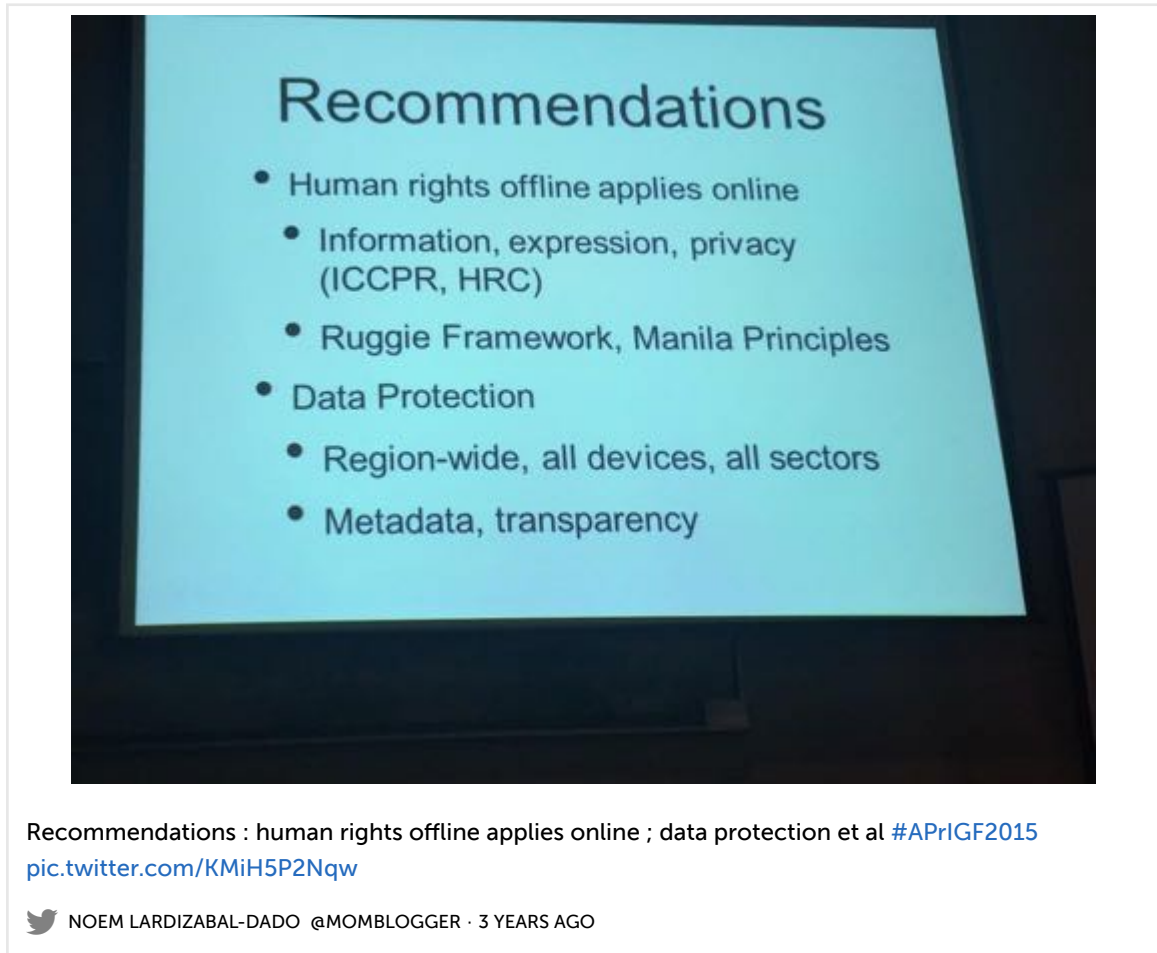 Recommendations
• Human rights offline applies online
• Information, expression, privacy
(ICCPR, HRC)
• Ruggie Framework, Manila Principles
• Data Protection
• Region-wide, all devices, all sectors
• Metadata, transparency
Recommendations : human rights offline applies online ; data protection et al #APrIGF2015
pic.twitter.com/KMiH5P2Nqw
NOEM LARDIZABAL-DADO @MOMBLOGGER · 3 YEARS AGO